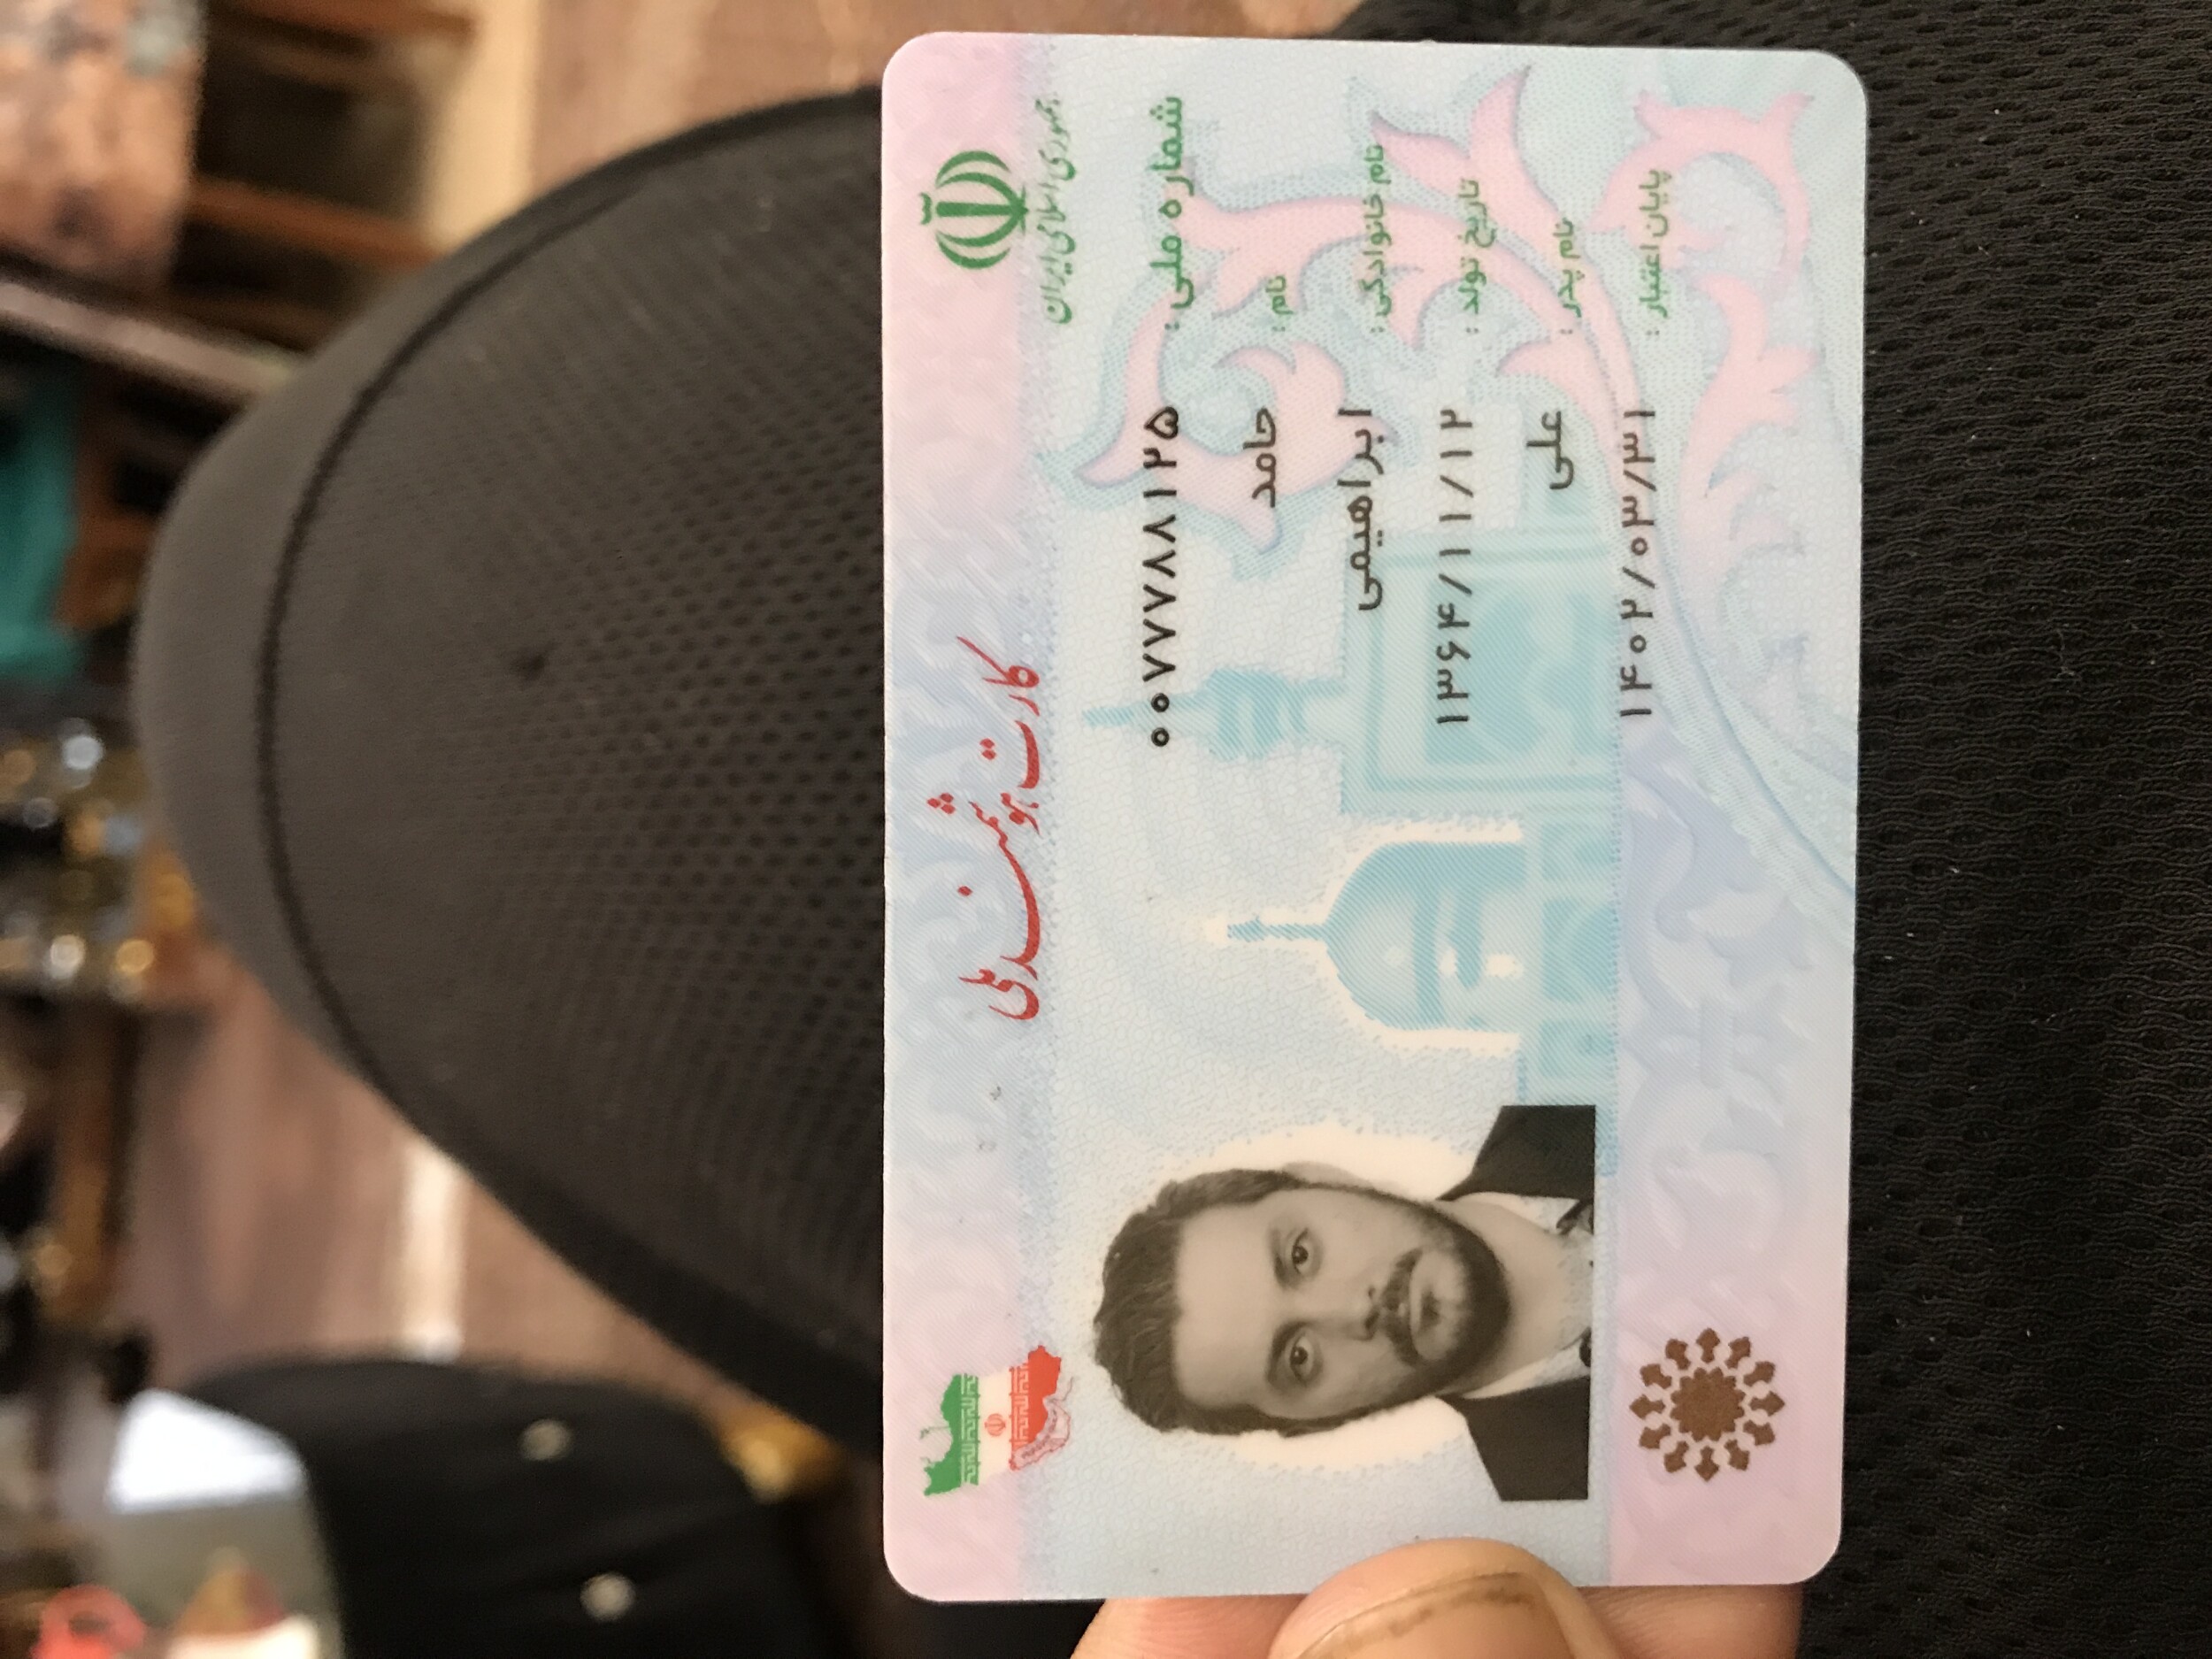 جمهوری اسلامی ایران
کارت هوشمند ملی
شماره ملی : ۰۰۷۷۷۸۸۱۲۵
نام : حامد
نام خانوادگی : ابراهیمی
تاریخ تولد : ۱۳۶۴/۱۱/۱۲
نام پدر : علی
پایان اعتبار : ۱۴۰۲/۰۳/۳۱